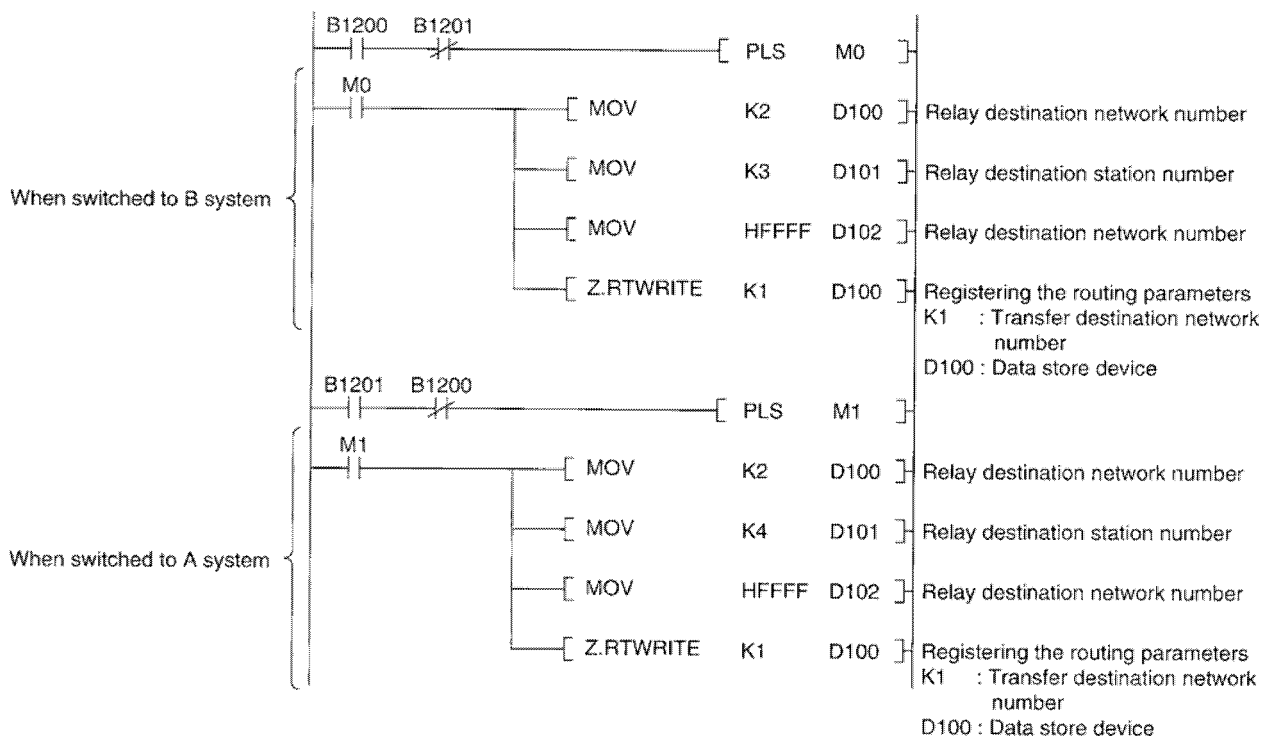 B1200 B1201
PLS M0
M0
MOV K2 D100 Relay destination network number
MOV K3 D101 Relay destination station number
When switched to B system
MOV HFFFF D102 Relay destination network number
Z.RTWRITE K1 D100 Registering the routing parameters
K1 : Transfer destination network
number
D100 : Data store device
B1201 B1200
PLS M1
M1
MOV K2 D100 Relay destination network number
MOV K4 D101 Relay destination station number
When switched to A system
MOV HFFFF D102 Relay destination network number
Z.RTWRITE K1 D100 Registering the routing parameters
K1 : Transfer destination network
number
D100 : Data store device